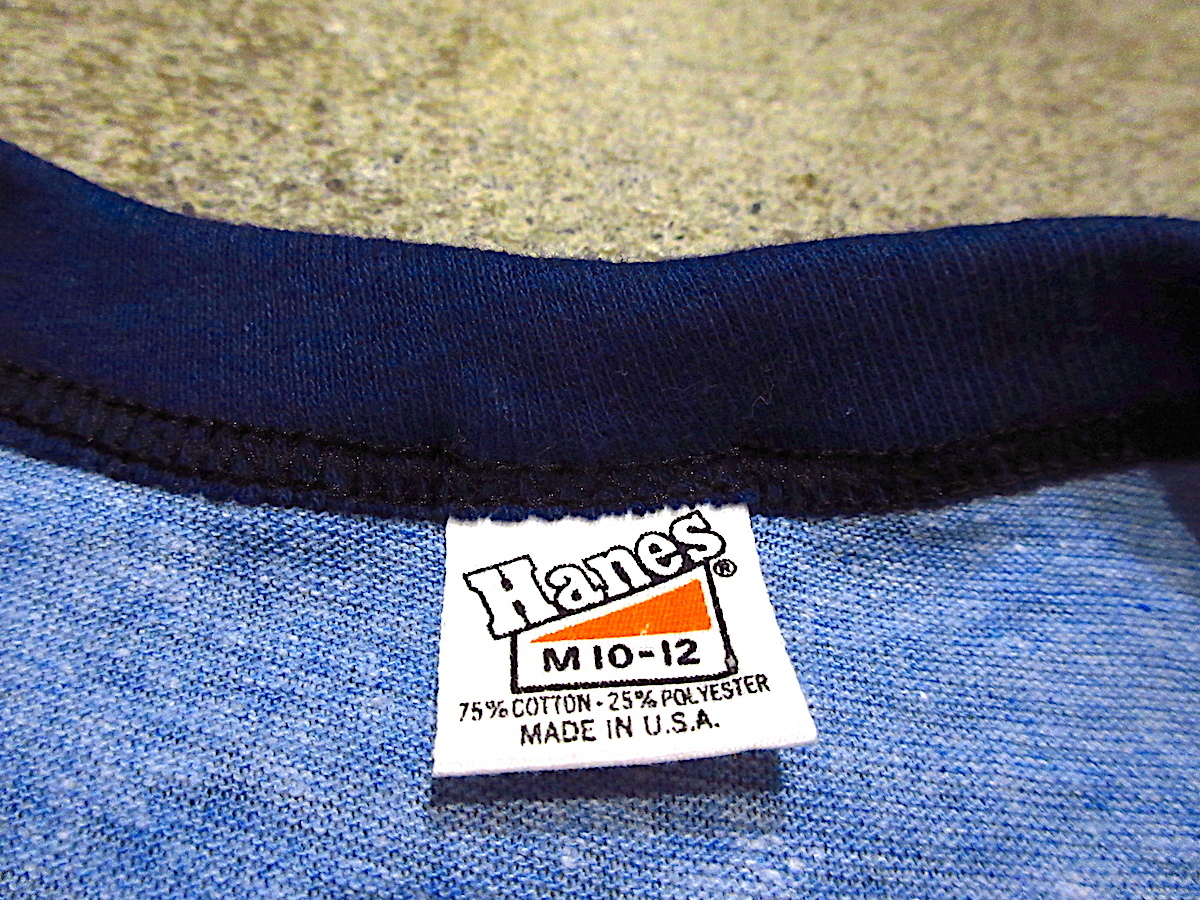 Hanes®
M 10-12
75% COTTON · 25% POLYESTER
MADE IN U.S.A.